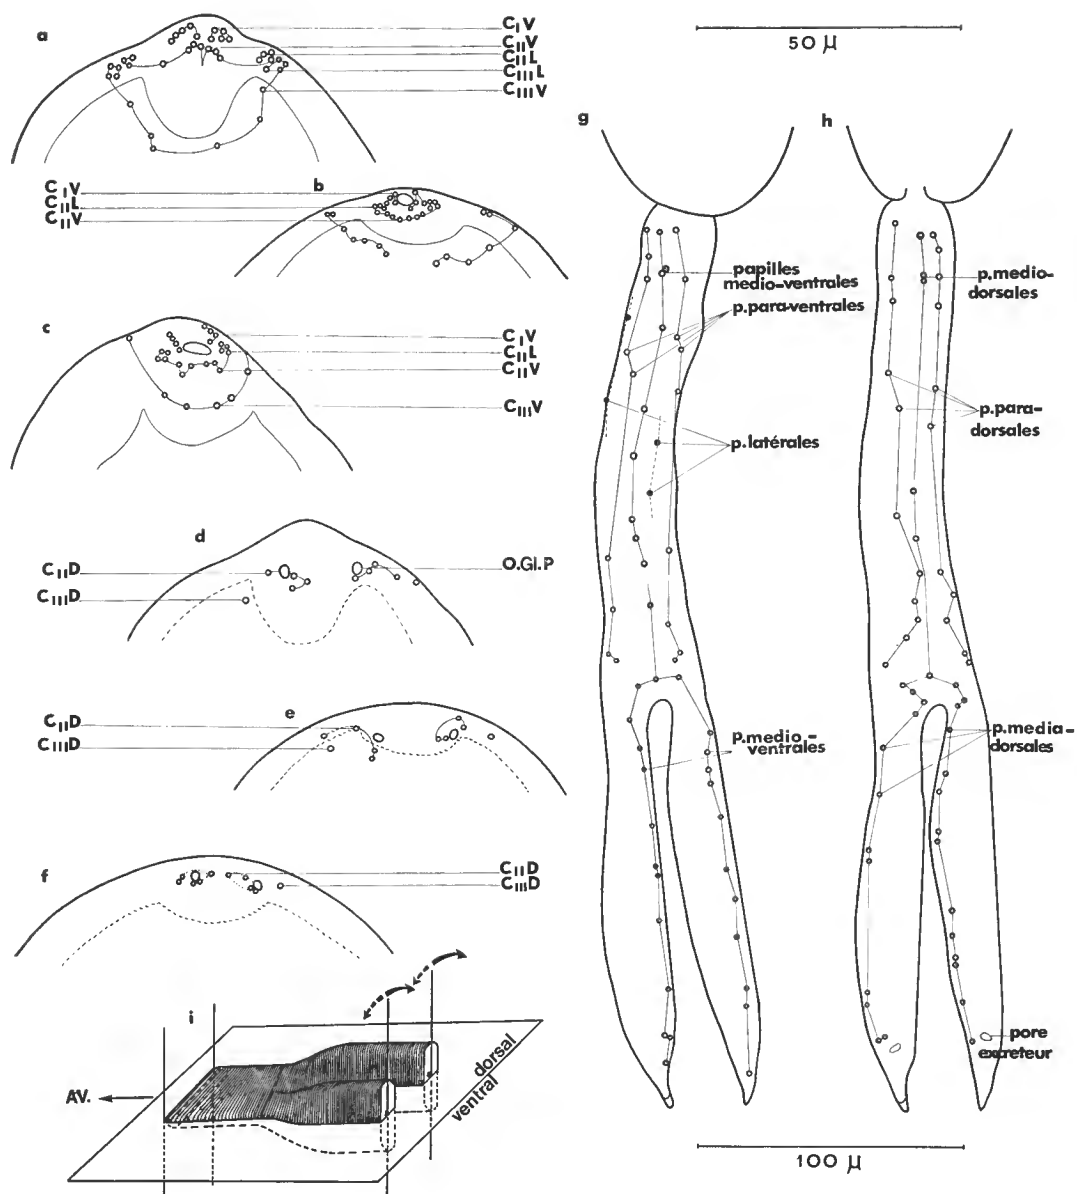 a
C I V
C II V
C II L
C III L
C III V
50 μ
b
C I V
C II L
C II V
c
C I V
C II L
C II V
C III V
d
C II D
C III D
O.Gl.P
e
C II D
C III D
f
C II D
C III D
g
h
papilles
medio-ventrales
p.para-ventrales
p.latérales
p.medio-
ventrales
p.medio-
dorsales
p.para-
dorsales
p.media-
dorsales
pore
excreteur
i
AV.
dorsal
ventral
100 μ